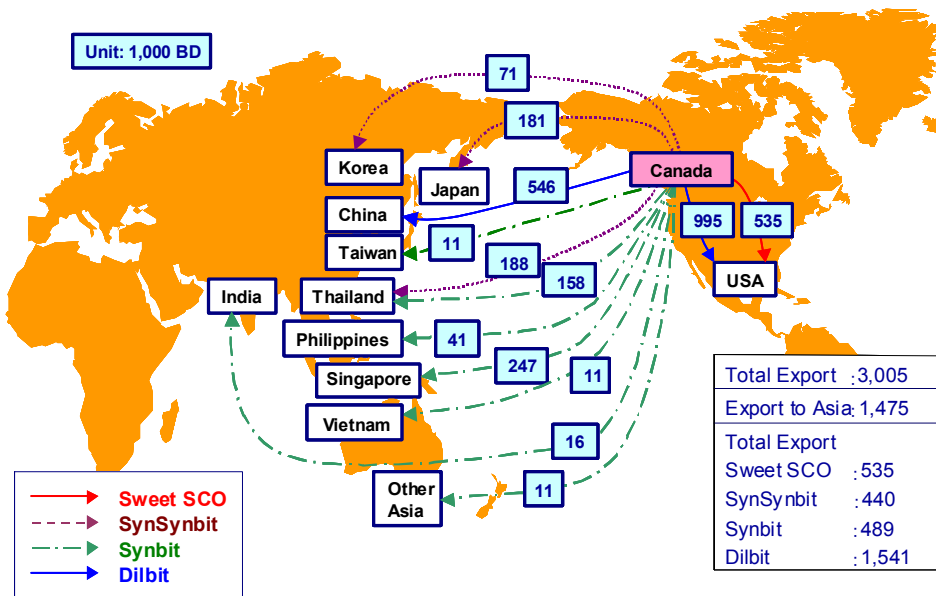 Unit: 1,000 BD
71
181
Korea
Japan
546
Canada
China
995
535
Taiwan
11
188
158
USA
India
Thailand
Philippines
41
Singapore
247
11
Vietnam
16
Other
Asia
11
Total Export :3,005
Export to Asia:1,475
Total Export
Sweet SCO :535
SynSynbit :440
Synbit :489
Dilbit :1,541
Sweet SCO
SynSynbit
Synbit
Dilbit